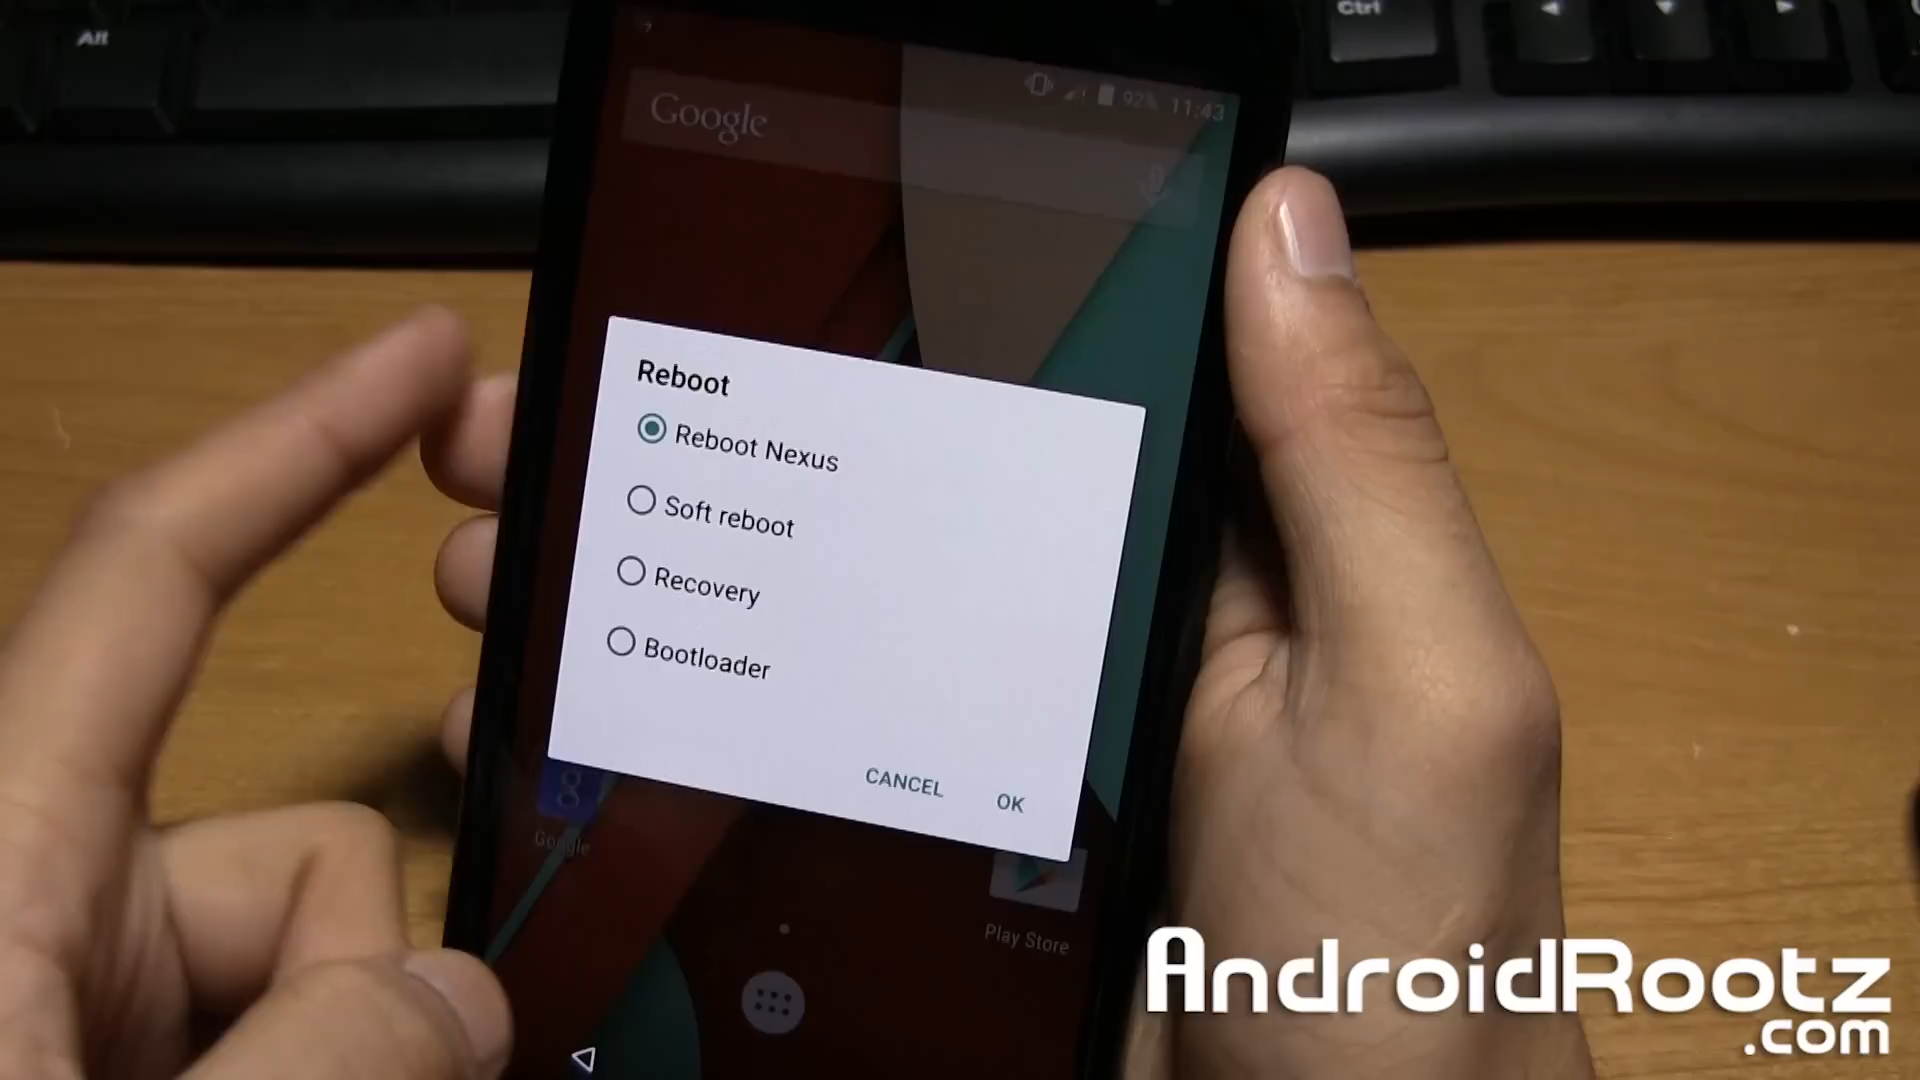 Alt
Ctrl
92% 11:43
Google
Reboot
Reboot Nexus
Soft reboot
Recovery
Bootloader
CANCEL OK
Google
Play Store
AndroidRootz
.com